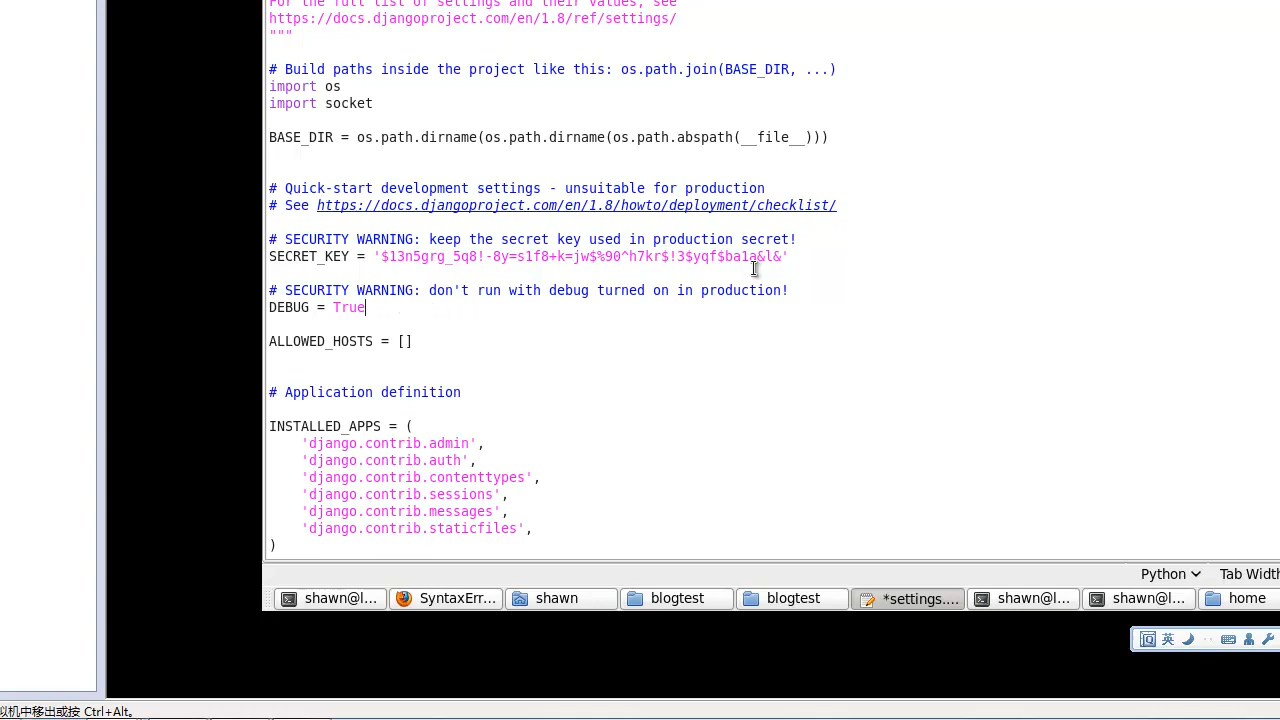 For the full list of settings and their values, see
https://docs.djangoproject.com/en/1.8/ref/settings/
"""
# Build paths inside the project like this: os.path.join(BASE_DIR, ...)
import os
import socket
BASE_DIR = os.path.dirname(os.path.dirname(os.path.abspath(__file__)))
# Quick-start development settings - unsuitable for production
# See https://docs.djangoproject.com/en/1.8/howto/deployment/checklist/
# SECURITY WARNING: keep the secret key used in production secret!
SECRET_KEY = '$13n5grg_5q8!-8y=s1f8+k=jw$%90^h7kr$!3$yqf$ba1a&l&'
# SECURITY WARNING: don't run with debug turned on in production!
DEBUG = True
ALLOWED_HOSTS = []
# Application definition
INSTALLED_APPS = (
    'django.contrib.admin',
    'django.contrib.auth',
    'django.contrib.contenttypes',
    'django.contrib.sessions',
    'django.contrib.messages',
    'django.contrib.staticfiles',
)
Python Tab Width
shawn@l... SyntaxErr... shawn blogtest blogtest *settings.... shawn@l... shawn@l... home
英
拟机中移出或按 Ctrl+Alt。